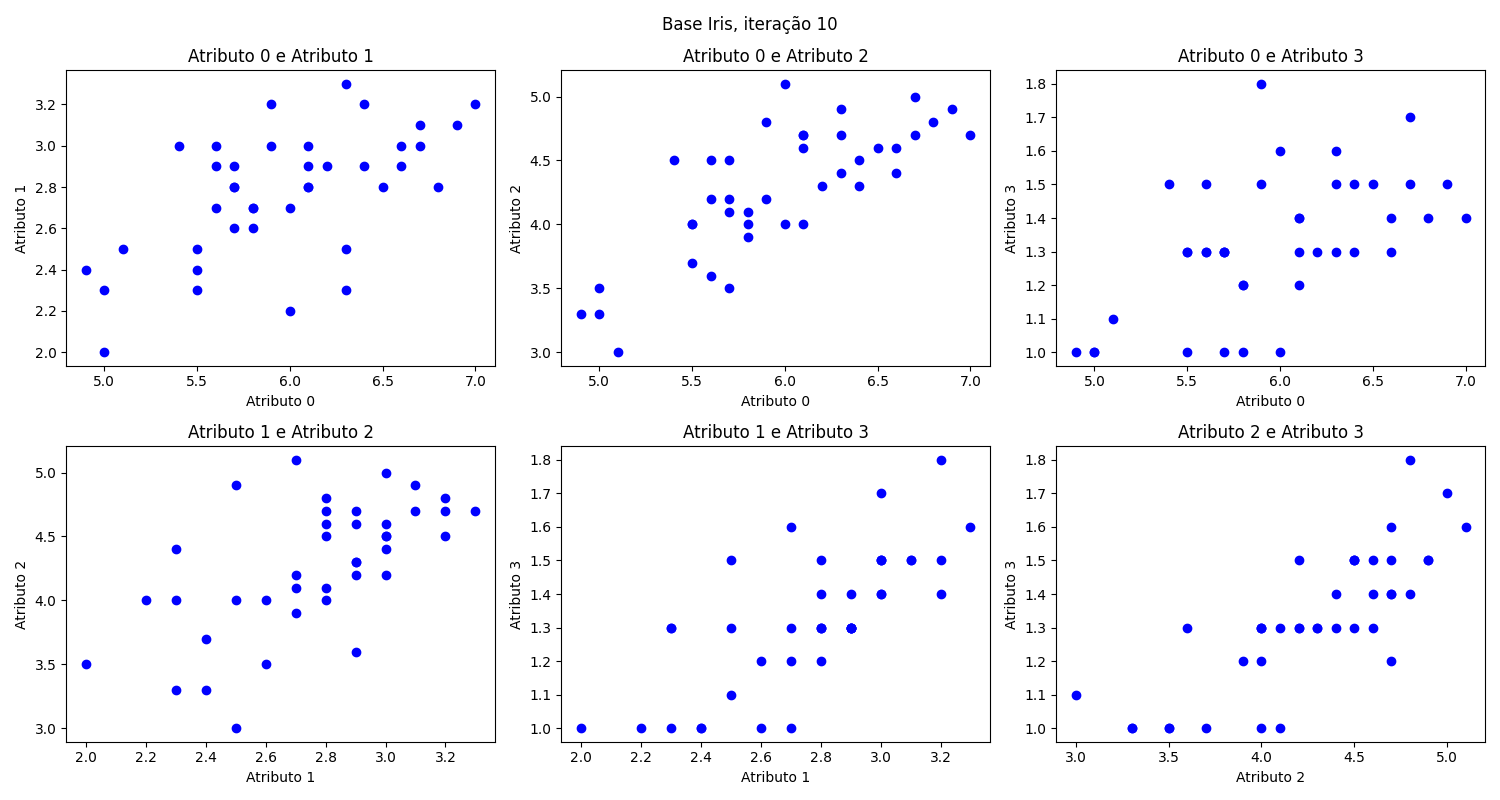 Base Iris, iteração 10
Atributo 0 e Atributo 1
3.2
3.0
2.8
2.6
2.4
2.2
2.0
Atributo 1
5.0 5.5 6.0 6.5 7.0
Atributo 0
Atributo 0 e Atributo 2
5.0
4.5
4.0
3.5
3.0
Atributo 2
5.0 5.5 6.0 6.5 7.0
Atributo 0
Atributo 0 e Atributo 3
1.8
1.7
1.6
1.5
1.4
1.3
1.2
1.1
1.0
Atributo 3
5.0 5.5 6.0 6.5 7.0
Atributo 0
Atributo 1 e Atributo 2
5.0
4.5
4.0
3.5
3.0
Atributo 2
2.0 2.2 2.4 2.6 2.8 3.0 3.2
Atributo 1
Atributo 1 e Atributo 3
1.8
1.7
1.6
1.5
1.4
1.3
1.2
1.1
1.0
Atributo 3
2.0 2.2 2.4 2.6 2.8 3.0 3.2
Atributo 1
Atributo 2 e Atributo 3
1.8
1.7
1.6
1.5
1.4
1.3
1.2
1.1
1.0
Atributo 3
3.0 3.5 4.0 4.5 5.0
Atributo 2